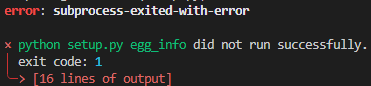 error: subprocess-exited-with-error
× python setup.py egg_info did not run successfully.
exit code: 1
╰─> [16 lines of output]